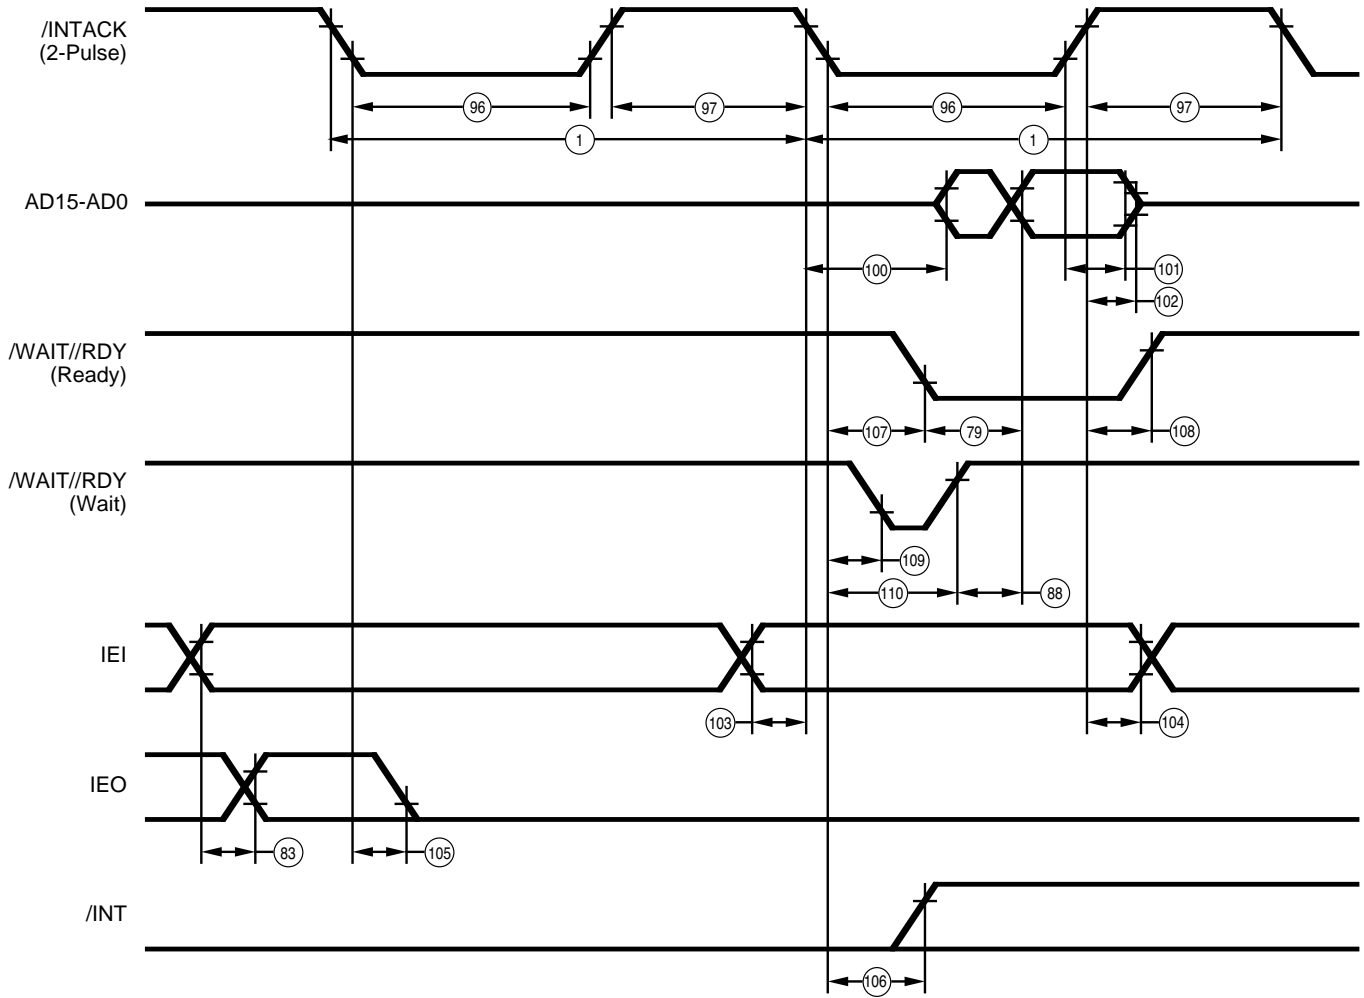 /INTACK
(2-Pulse)
96
97
96
97
1
1
AD15-AD0
100
101
102
/WAIT//RDY
(Ready)
107
79
108
/WAIT//RDY
(Wait)
109
110
88
IEI
103
104
IEO
83
105
/INT
106